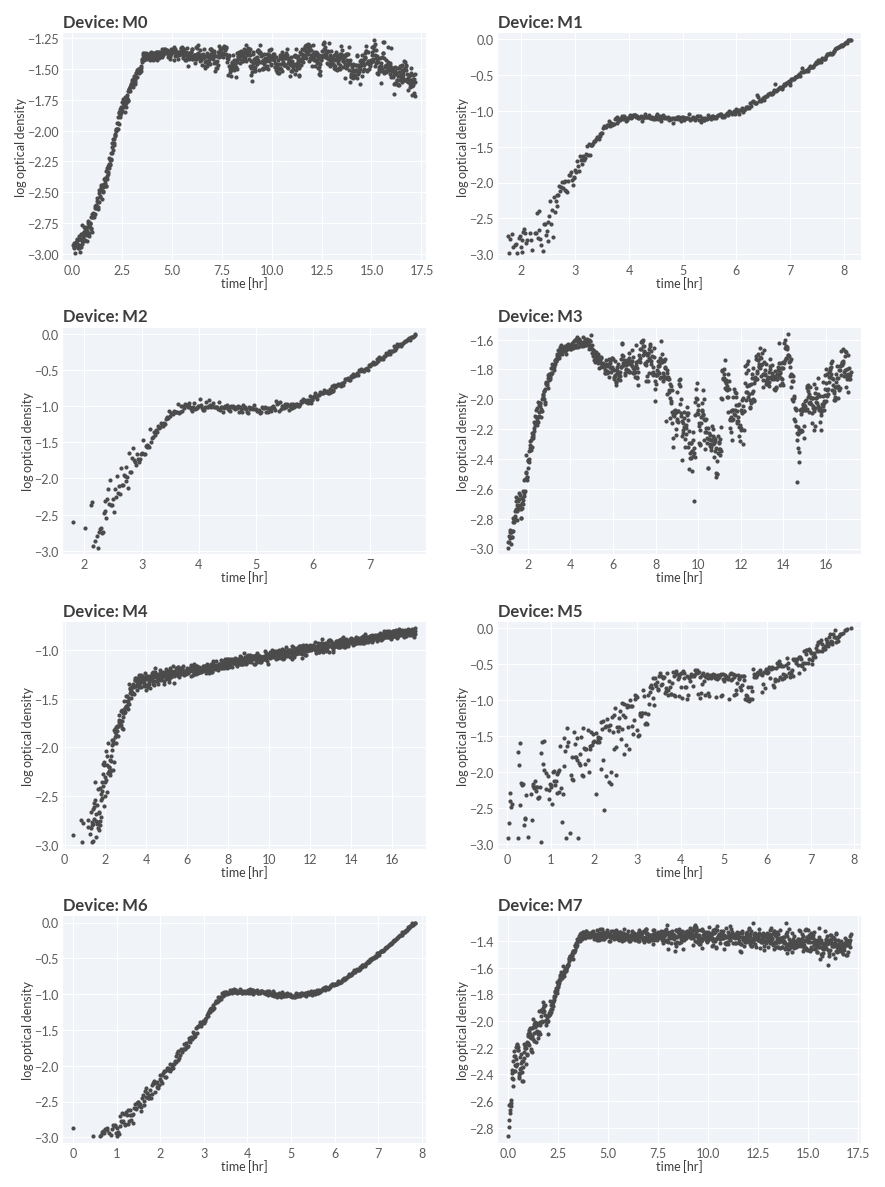 Device: M0
log optical density
−1.25
−1.50
−1.75
−2.00
−2.25
−2.50
−2.75
−3.00
0.0 2.5 5.0 7.5 10.0 12.5 15.0 17.5
time [hr]
Device: M1
log optical density
0.0
−0.5
−1.0
−1.5
−2.0
−2.5
−3.0
2 3 4 5 6 7 8
time [hr]
Device: M2
log optical density
0.0
−0.5
−1.0
−1.5
−2.0
−2.5
−3.0
2 3 4 5 6 7
time [hr]
Device: M3
log optical density
−1.6
−1.8
−2.0
−2.2
−2.4
−2.6
−2.8
−3.0
2 4 6 8 10 12 14 16
time [hr]
Device: M4
log optical density
−1.0
−1.5
−2.0
−2.5
−3.0
0 2 4 6 8 10 12 14 16
time [hr]
Device: M5
log optical density
0.0
−0.5
−1.0
−1.5
−2.0
−2.5
−3.0
0 1 2 3 4 5 6 7 8
time [hr]
Device: M6
log optical density
0.0
−0.5
−1.0
−1.5
−2.0
−2.5
−3.0
0 1 2 3 4 5 6 7 8
time [hr]
Device: M7
log optical density
−1.4
−1.6
−1.8
−2.0
−2.2
−2.4
−2.6
−2.8
0.0 2.5 5.0 7.5 10.0 12.5 15.0 17.5
time [hr]